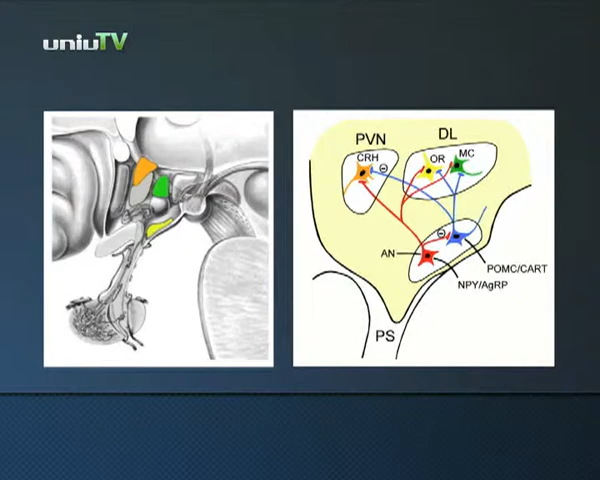 uniuTV
PVN
DL
CRH
OR
MC
AN
POMC/CART
NPY/AgRP
PS